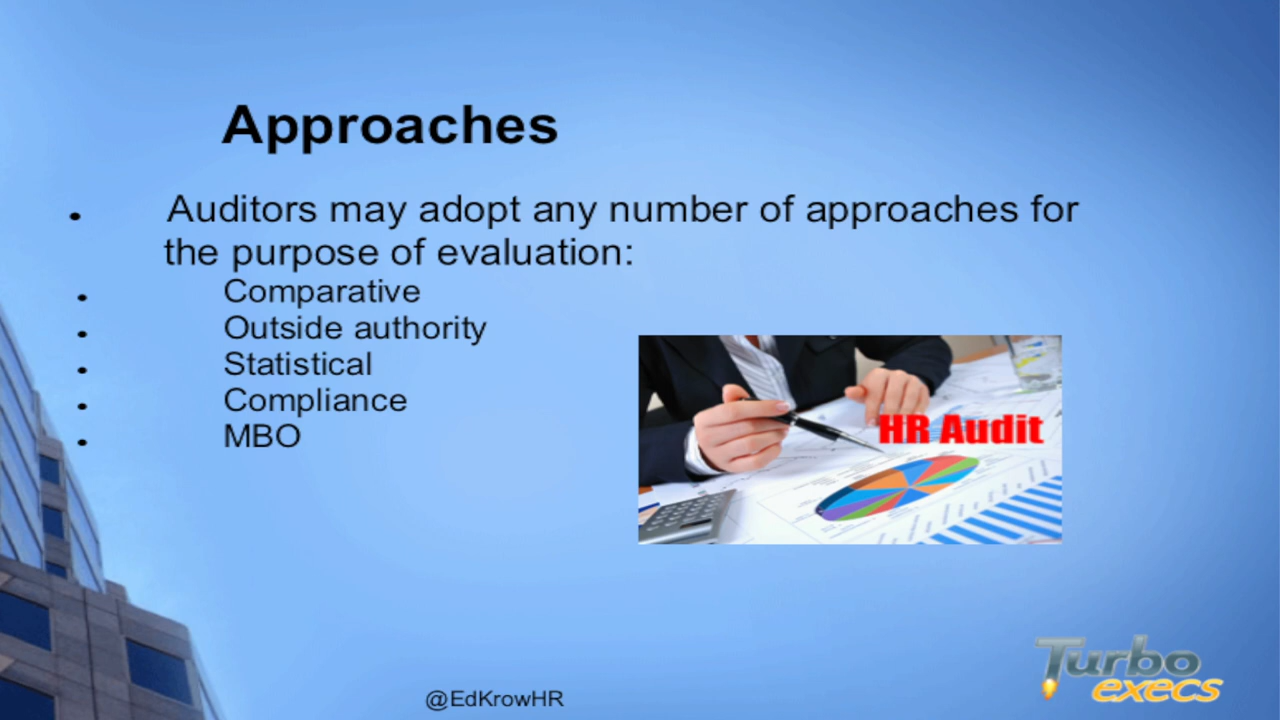 Approaches
• Auditors may adopt any number of approaches for
the purpose of evaluation:
• Comparative
• Outside authority
• Statistical
• Compliance
• MBO
HR Audit
@EdKrowHR
Turbo
execs